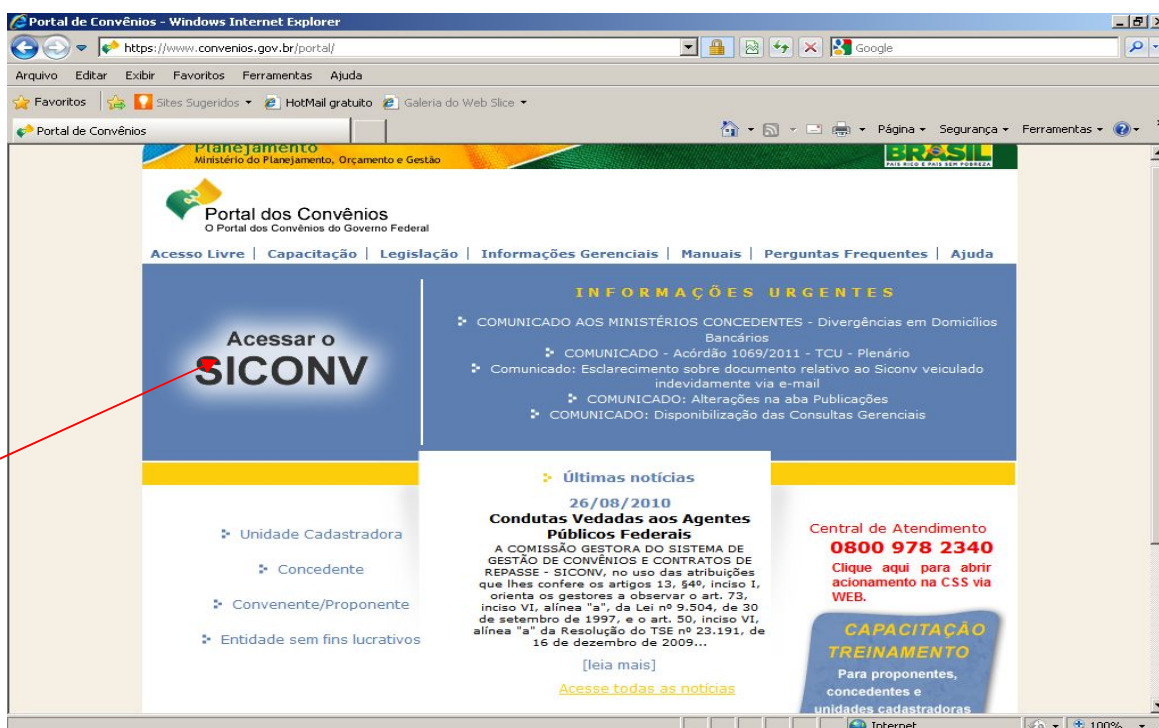 Portal de Convênios - Windows Internet Explorer
https://www.convenios.gov.br/portal/
Google
Arquivo Editar Exibir Favoritos Ferramentas Ajuda
Favoritos Sites Sugeridos HotMail gratuito Galeria do Web Slice
Portal de Convênios
Página Segurança Ferramentas
Planejamento
Ministério do Planejamento, Orçamento e Gestão
BRASIL
PAÍS RICO É PAÍS SEM POBREZA
Portal dos Convênios
O Portal dos Convênios do Governo Federal
Acesso Livre | Capacitação | Legislação | Informações Gerenciais | Manuais | Perguntas Frequentes | Ajuda
Acessar o
SICONV
INFORMAÇÕES URGENTES
COMUNICADO AOS MINISTÉRIOS CONCEDENTES - Divergências em Domicílios
Bancários
COMUNICADO - Acórdão 1069/2011 - TCU - Plenário
Comunicado: Esclarecimento sobre documento relativo ao Siconv veiculado
indevidamente via e-mail
COMUNICADO: Alterações na aba Publicações
COMUNICADO: Disponibilização das Consultas Gerenciais
Unidade Cadastradora
Concedente
Convenente/Proponente
Entidade sem fins lucrativos
Últimas notícias
26/08/2010
Condutas Vedadas aos Agentes
Públicos Federais
A COMISSÃO GESTORA DO SISTEMA DE
GESTÃO DE CONVÊNIOS E CONTRATOS DE
REPASSE - SICONV, no uso das atribuições
que lhes confere os artigos 13, §4º, inciso I,
orienta os gestores a observar o art. 73,
inciso VI, alínea "a", da Lei nº 9.504, de 30
de setembro de 1997, e o art. 50, inciso VI,
alínea "a" da Resolução do TSE nº 23.191, de
16 de dezembro de 2009...
[leia mais]
Acesse todas as notícias
Central de Atendimento
0800 978 2340
Clique aqui para abrir
acionamento na CSS via
WEB.
CAPACITAÇÃO
TREINAMENTO
Para proponentes,
concedentes e
unidades cadastradoras
Internet
100%